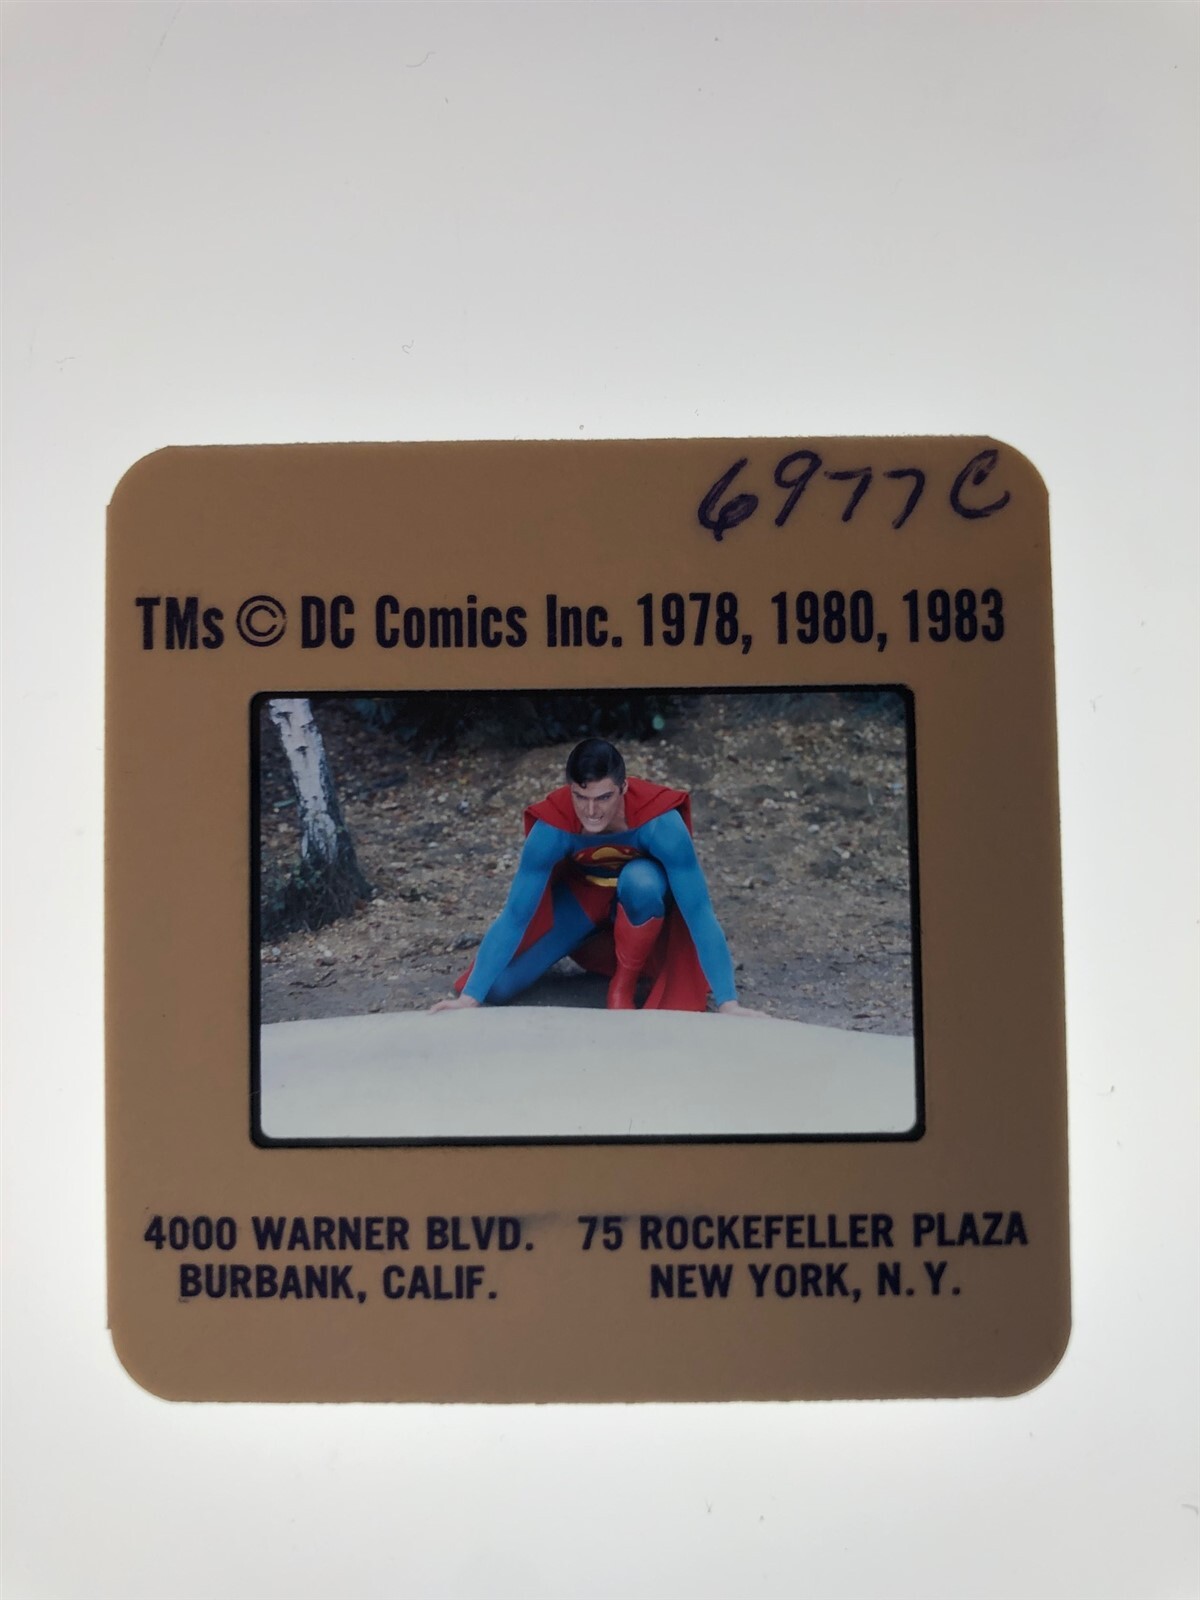 6977C
TMs © DC Comics Inc. 1978, 1980, 1983
4000 WARNER BLVD. 75 ROCKEFELLER PLAZA
BURBANK, CALIF. NEW YORK, N.Y.